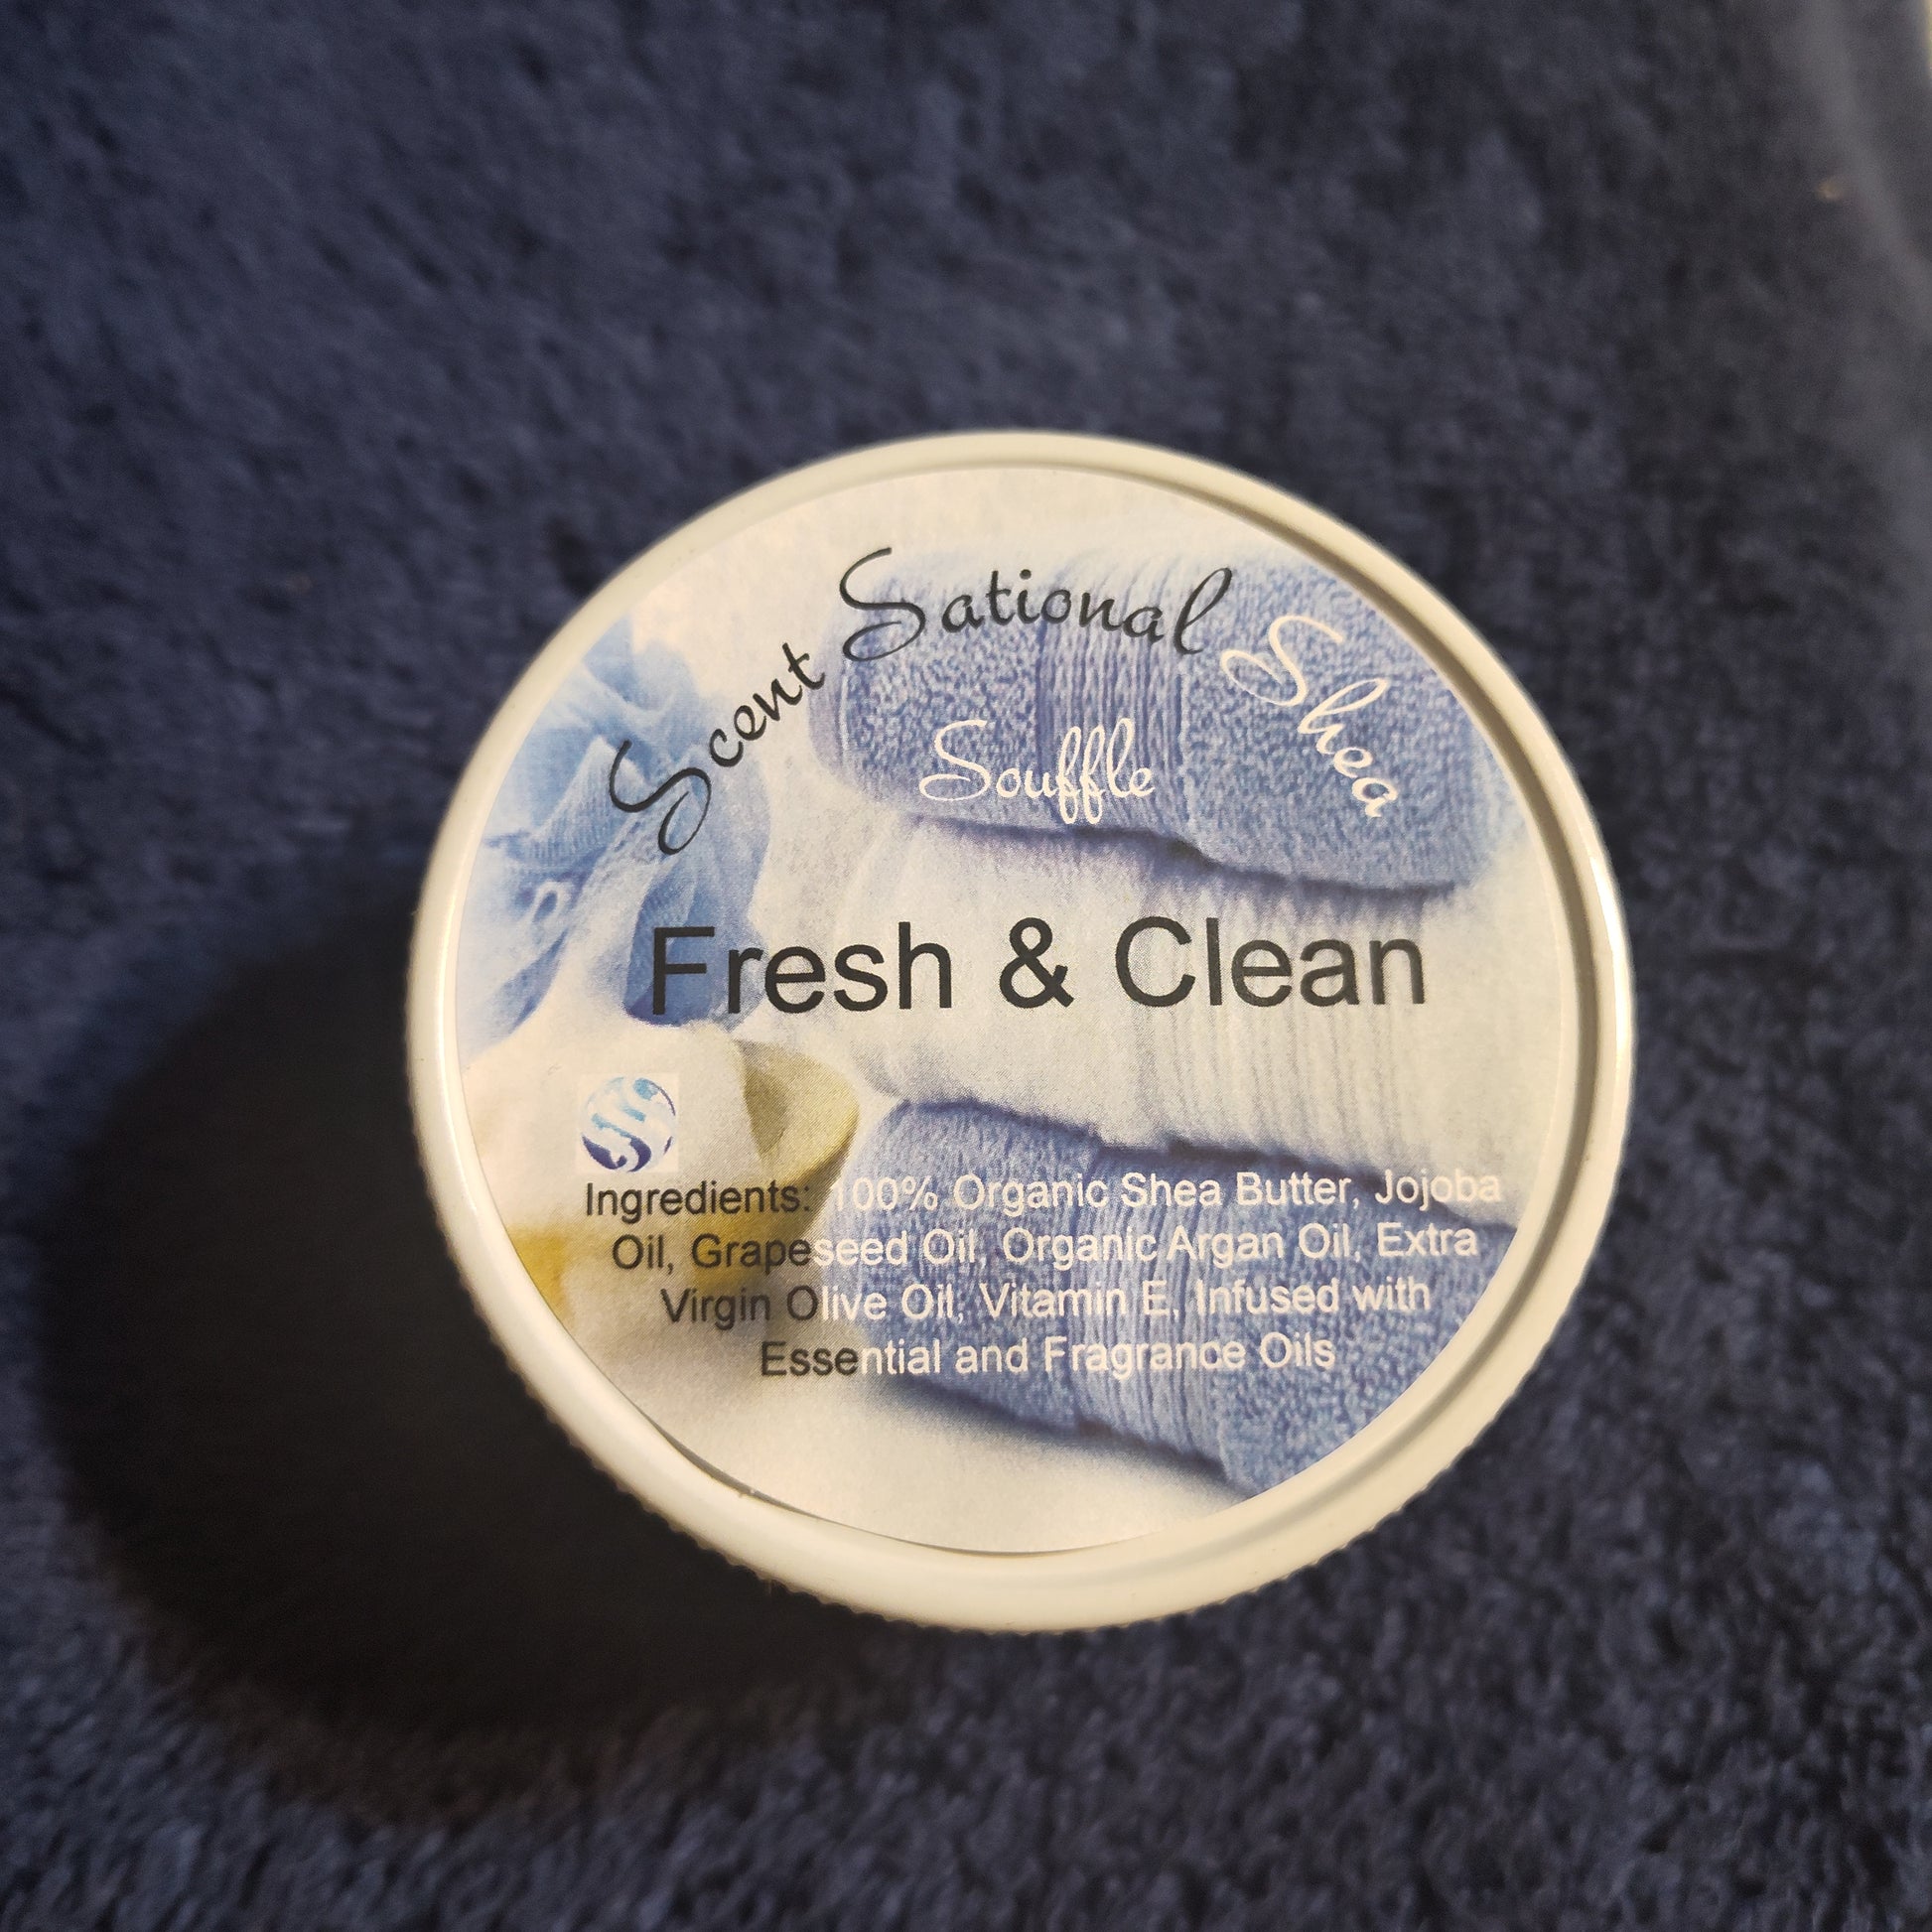 Scent Sational Shea
Souffle
Fresh & Clean
Ingredients: 100% Organic Shea Butter, Jojoba
Oil, Grapeseed Oil, Organic Argan Oil, Extra
Virgin Olive Oil, Vitamin E, Infused with
Essential and Fragrance Oils